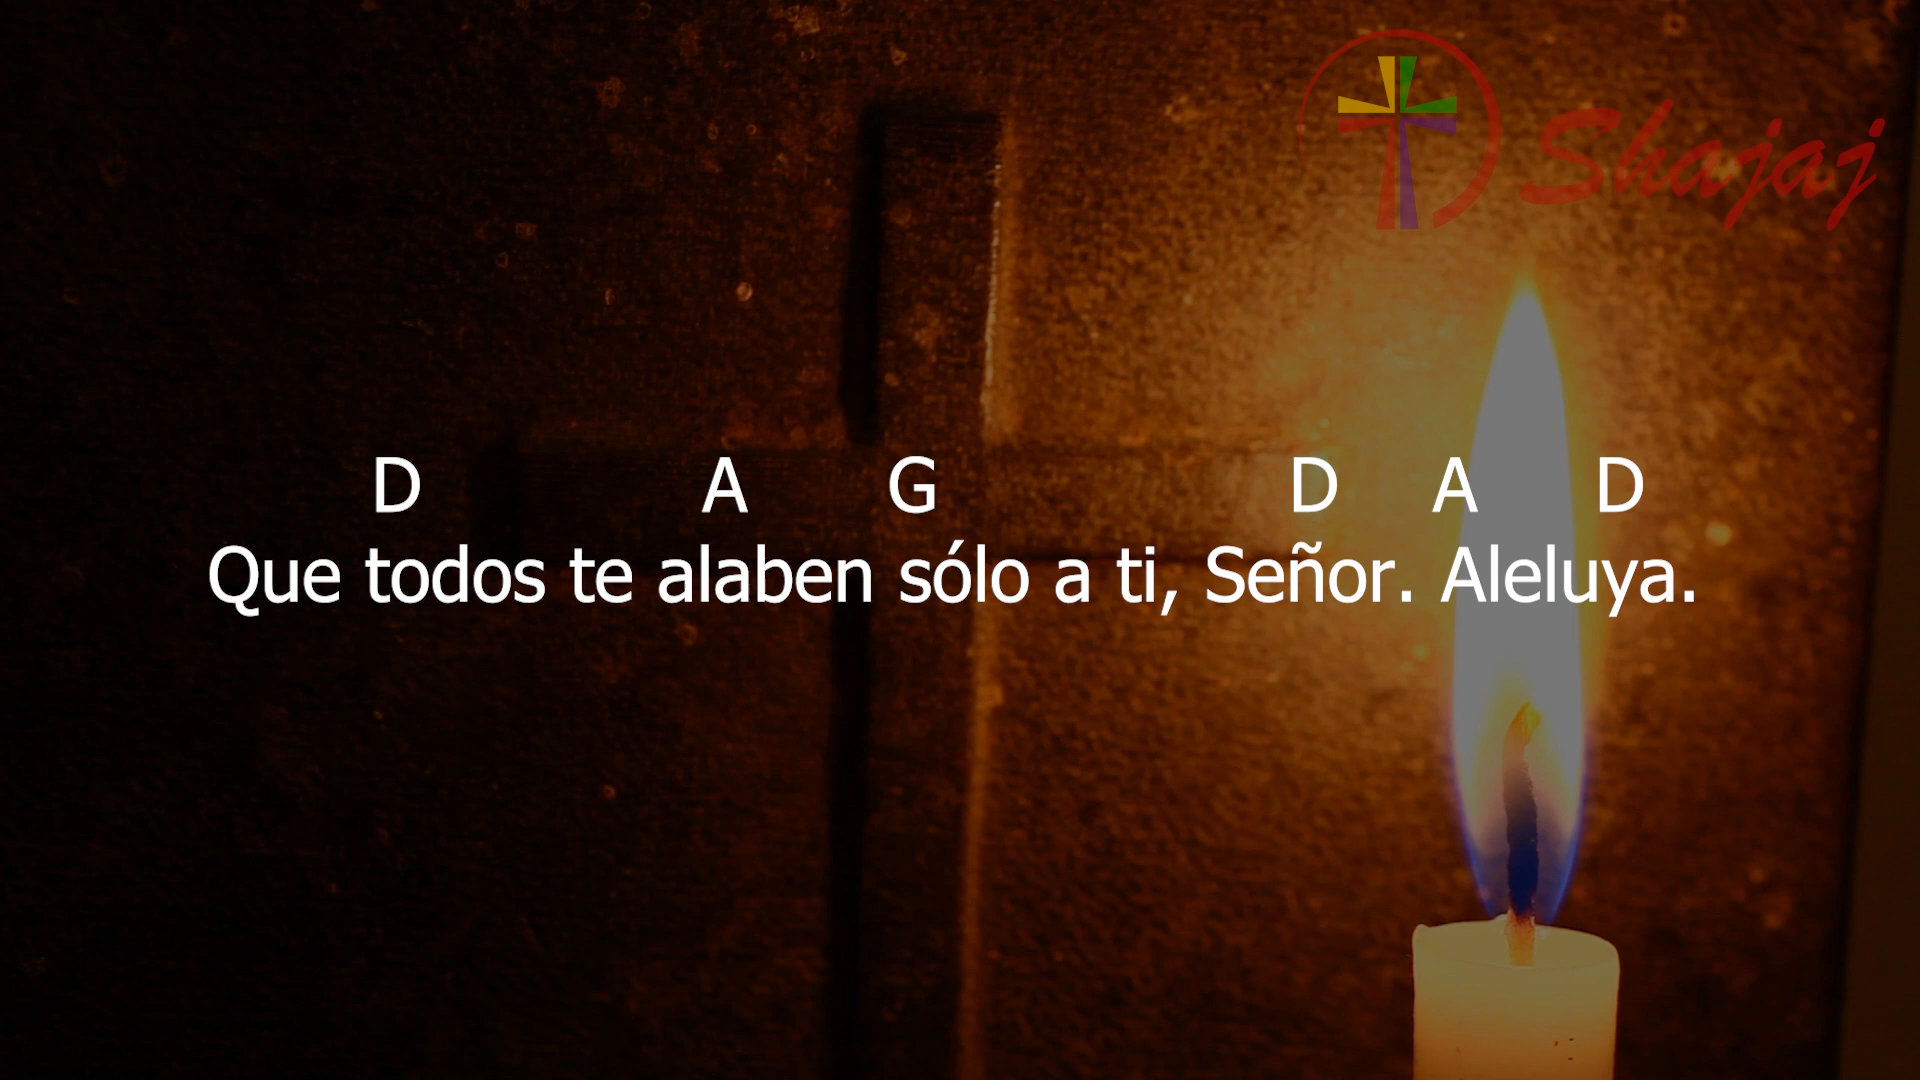 Shajaj
D A G D A D
Que todos te alaben sólo a ti, Señor. Aleluya.